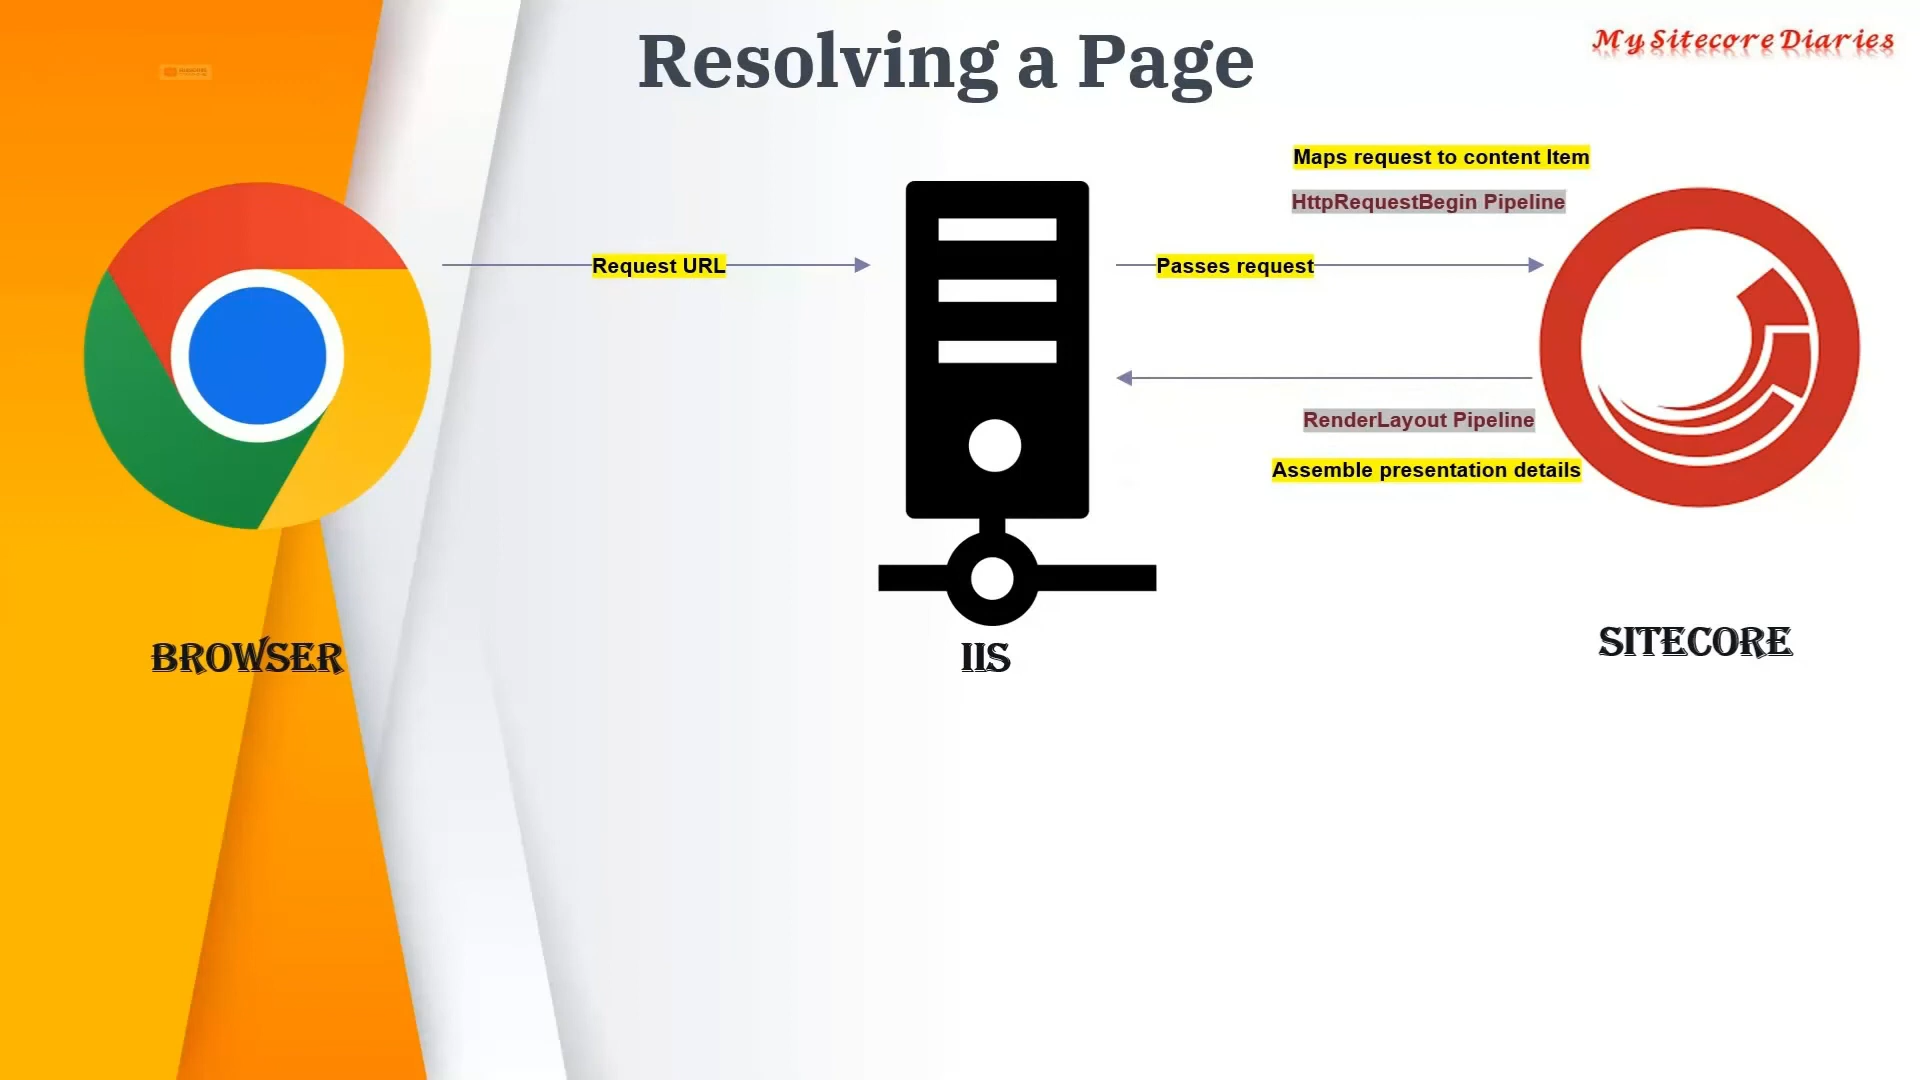 Resolving a Page
My Sitecore Diaries
Maps request to content Item
HttpRequestBegin Pipeline
Request URL
Passes request
RenderLayout Pipeline
Assemble presentation details
BROWSER
IIS
SITECORE